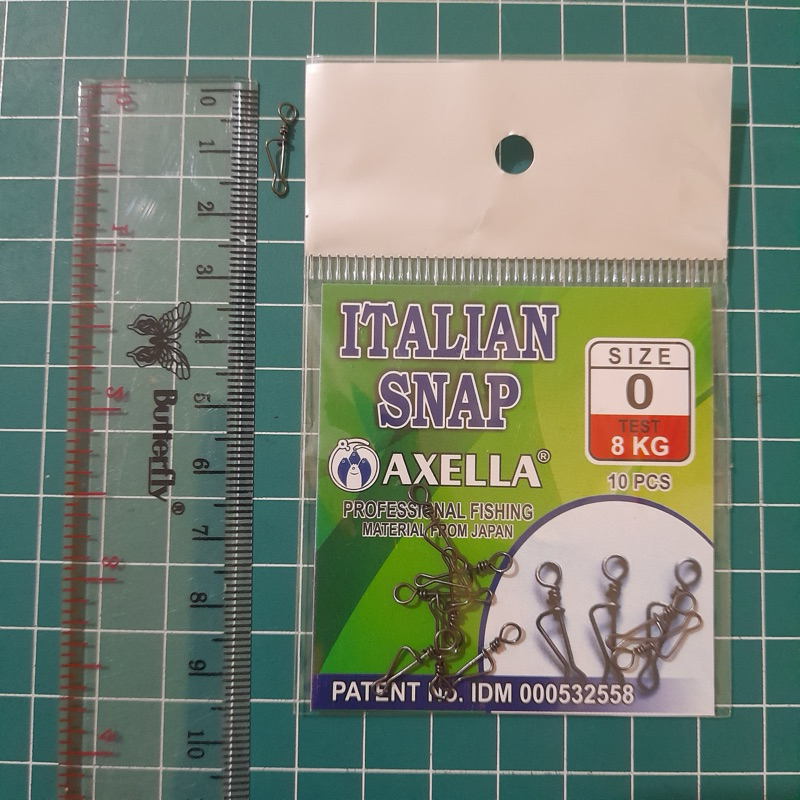 ITALIAN
SNAP
SIZE
0
TEST
8 KG
10 PCS
AXELLA®
PROFESSIONAL FISHING
MATERIAL FROM JAPAN
PATENT No. IDM 000532558
Butterfly®
0
1
2
3
4
5
6
7
8
9
10